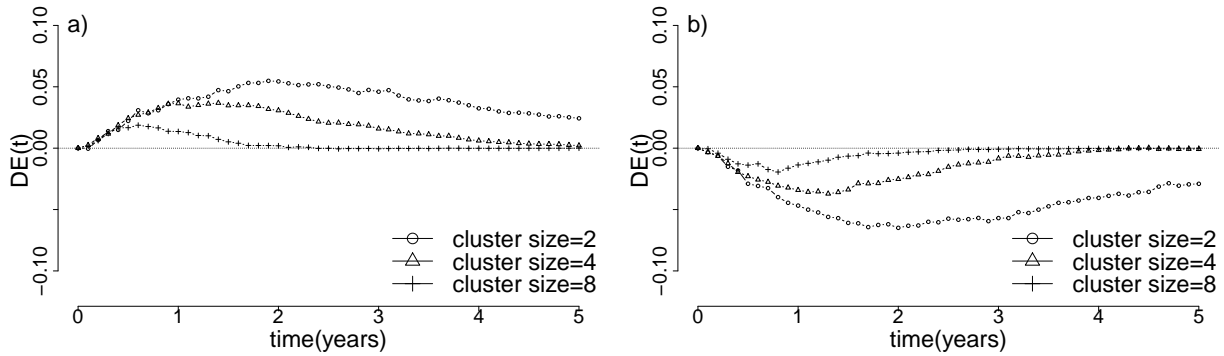 a)
0.10
0.05
0.00
−0.10
DE(t)
cluster size=2
cluster size=4
cluster size=8
0 1 2 3 4 5
time(years)
b)
0.10
0.05
0.00
−0.10
DE(t)
cluster size=2
cluster size=4
cluster size=8
0 1 2 3 4 5
time(years)